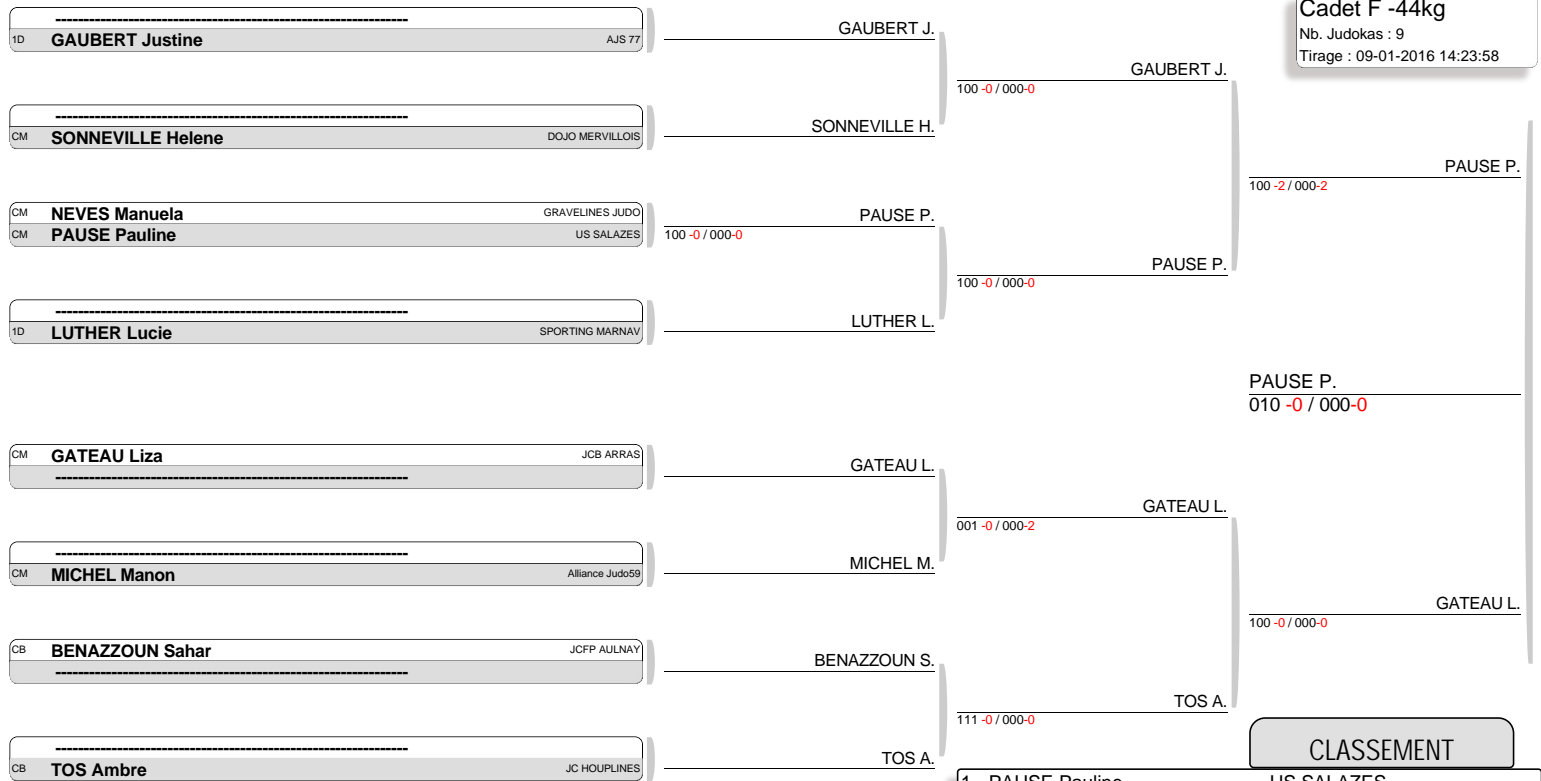 Cadet F -44kg
Nb. Judokas : 9
Tirage : 09-01-2016 14:23:58
--------------------------------------------------------------
1D GAUBERT Justine AJS 77
GAUBERT J.
GAUBERT J.
100 -0 / 000-0
--------------------------------------------------------------
CM SONNEVILLE Helene DOJO MERVILLOIS
SONNEVILLE H.
PAUSE P.
100 -2 / 000-2
CM NEVES Manuela GRAVELINES JUDO
CM PAUSE Pauline US SALAZES
PAUSE P.
100 -0 / 000-0
PAUSE P.
100 -0 / 000-0
--------------------------------------------------------------
1D LUTHER Lucie SPORTING MARNAV
LUTHER L.
PAUSE P.
010 -0 / 000-0
CM GATEAU Liza JCB ARRAS
--------------------------------------------------------------
GATEAU L.
GATEAU L.
001 -0 / 000-2
--------------------------------------------------------------
CM MICHEL Manon Alliance Judo59
MICHEL M.
GATEAU L.
100 -0 / 000-0
CB BENAZZOUN Sahar JCFP AULNAY
--------------------------------------------------------------
BENAZZOUN S.
TOS A.
111 -0 / 000-0
--------------------------------------------------------------
CB TOS Ambre JC HOUPLINES
TOS A.
CLASSEMENT
1 PAUSE Pauline US SALAZES